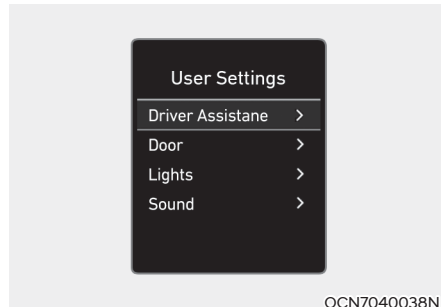 User Settings
Driver Assistane >
Door >
Lights >
Sound >
OCN7040038N